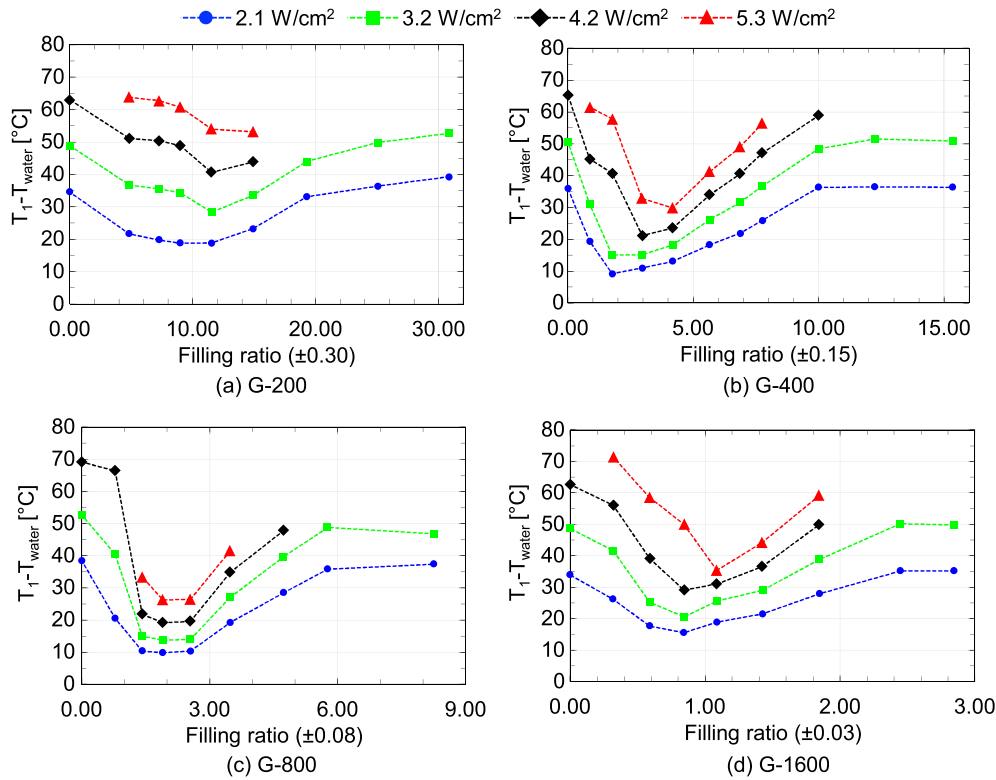 2.1 W/cm² 3.2 W/cm² 4.2 W/cm² 5.3 W/cm²
80
70
60
50
40
30
20
10
0
T₁-T_water [°C]
0.00 10.00 20.00 30.00
Filling ratio (±0.30)
(a) G-200
80
70
60
50
40
30
20
10
0
T₁-T_water [°C]
0.00 5.00 10.00 15.00
Filling ratio (±0.15)
(b) G-400
80
70
60
50
40
30
20
10
0
T₁-T_water [°C]
0.00 3.00 6.00 9.00
Filling ratio (±0.08)
(c) G-800
80
70
60
50
40
30
20
10
0
T₁-T_water [°C]
0.00 1.00 2.00 3.00
Filling ratio (±0.03)
(d) G-1600